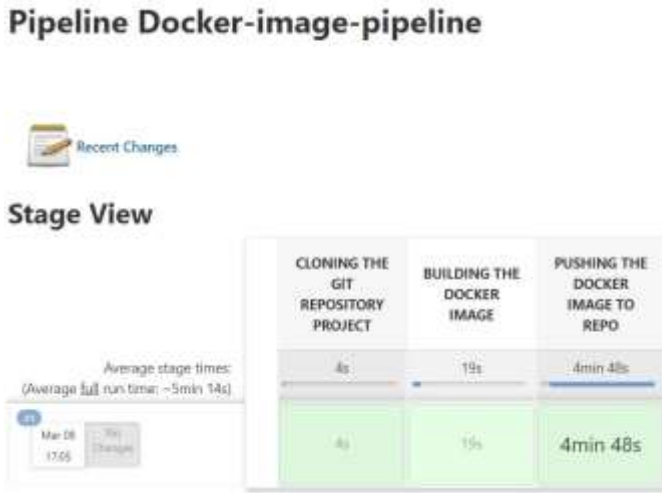 Pipeline Docker-image-pipeline
Recent Changes
Stage View
CLONING THE
GIT
REPOSITORY
PROJECT
BUILDING THE
DOCKER
IMAGE
PUSHING THE
DOCKER
IMAGE TO
REPO
Average stage times:
(Average full run time: ~5min 14s)
4s
19s
4min 48s
Mar 08
17:05
No
Changes
4s
19s
4min 48s